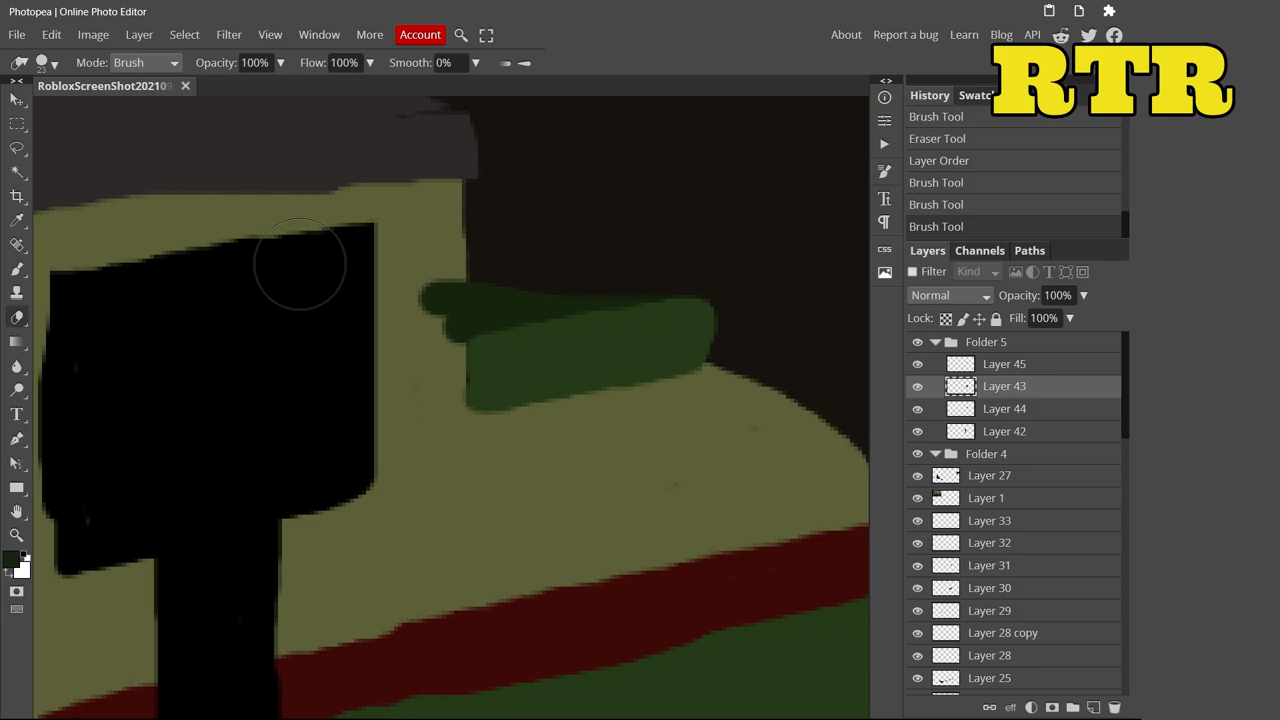 Photopea | Online Photo Editor
File Edit Image Layer Select Filter View Window More Account About Report a bug Learn Blog API
23 Mode: Brush Opacity: 100% Flow: 100% Smooth: 0%
RobloxScreenShot202109
RTR
History Swatc
Brush Tool
Eraser Tool
Layer Order
Brush Tool
Brush Tool
Brush Tool
Layers Channels Paths
Filter Kind
Normal Opacity: 100%
Lock: Fill: 100%
Folder 5
Layer 45
Layer 43
Layer 44
Layer 42
Folder 4
Layer 27
Layer 1
Layer 33
Layer 32
Layer 31
Layer 30
Layer 29
Layer 28 copy
Layer 28
Layer 25
eff
CSS